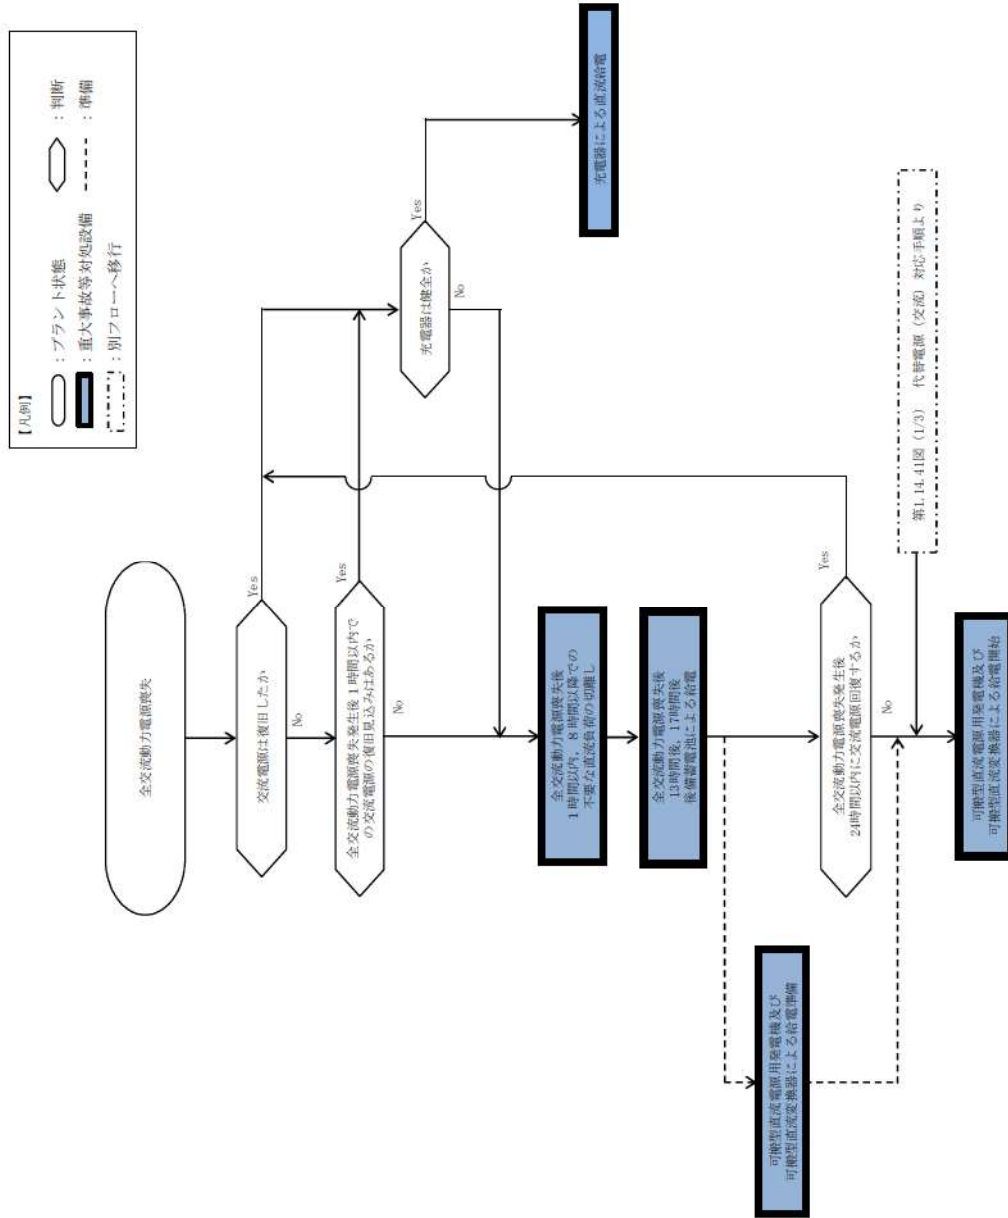 【凡例】
：プラント状態
：判断
：重大事故等対処設備
：準備
：別フローへ移行
全交流動力電源喪失
交流電源は復旧したか
Yes
No
全交流動力電源喪失発生後１時間以内で
の交流電源の復旧見込みはあるか
Yes
No
充電器は健全か
Yes
No
充電器による直流給電
全交流動力電源喪失後
１時間以内，８時間以降での
不要な直流負荷の切離し
全交流動力電源喪失後
13時間後，17時間後
後備蓄電池による給電
可搬型直流電源用発電機及び
可搬型直流変換器による給電準備
全交流動力電源喪失発生後
24時間以内に交流電源回復するか
Yes
No
第1.14.41図（1/3） 代替電源（交流）対応手順より
可搬型直流電源用発電機及び
可搬型直流変換器による給電開始